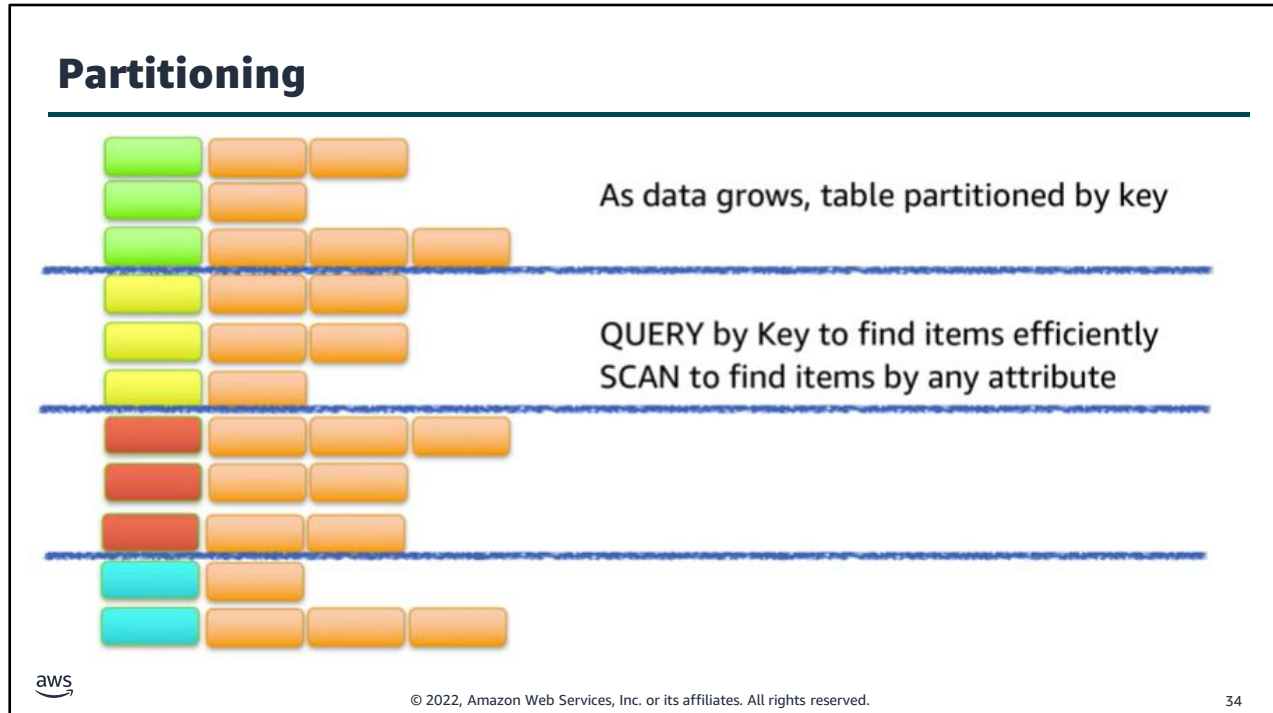 Partitioning
As data grows, table partitioned by key
QUERY by Key to find items efficiently
SCAN to find items by any attribute
aws
© 2022, Amazon Web Services, Inc. or its affiliates. All rights reserved.
34